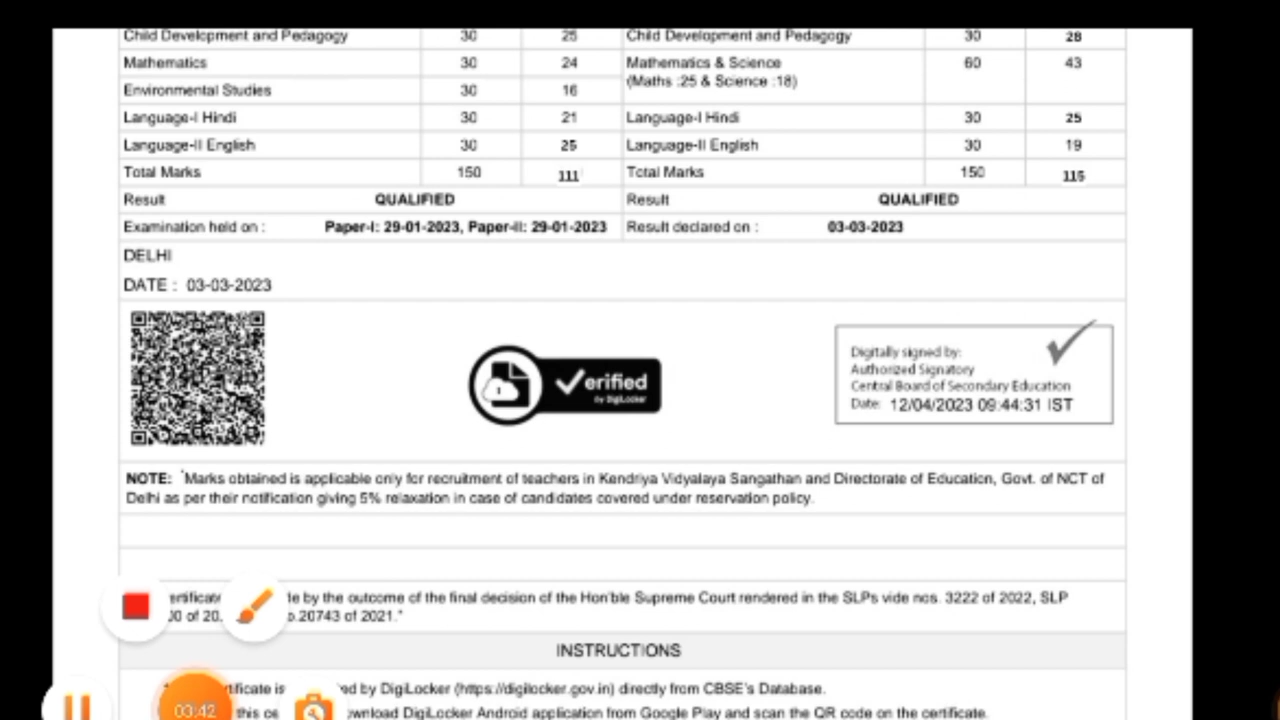 Child Development and Pedagogy 30 25 Child Development and Pedagogy 30 28
Mathematics 30 24 Mathematics & Science 60 43
(Maths :25 & Science :18)
Environmental Studies 30 16
Language-I Hindi 30 21 Language-I Hindi 30 25
Language-II English 30 25 Language-II English 30 19
Total Marks 150 111 Total Marks 150 115
Result QUALIFIED Result QUALIFIED
Examination held on : Paper-I: 29-01-2023, Paper-II: 29-01-2023 Result declared on : 03-03-2023
DELHI
DATE : 03-03-2023
Verified
by DigiLocker
Digitally signed by:
Authorized Signatory
Central Board of Secondary Education
Date: 12/04/2023 09:44:31 IST
NOTE: *Marks obtained is applicable only for recruitment of teachers in Kendriya Vidyalaya Sangathan and Directorate of Education, Govt. of NCT of
Delhi as per their notification giving 5% relaxation in case of candidates covered under reservation policy.
by the outcome of the final decision of the Hon'ble Supreme Court rendered in the SLPs vide nos. 3222 of 2022, SLP
of 2021."
INSTRUCTIONS
by DigiLocker (https://digilocker.gov.in) directly from CBSE's Database.
DigiLocker Android application from Google Play and scan the QR code on the certificate.
03:42